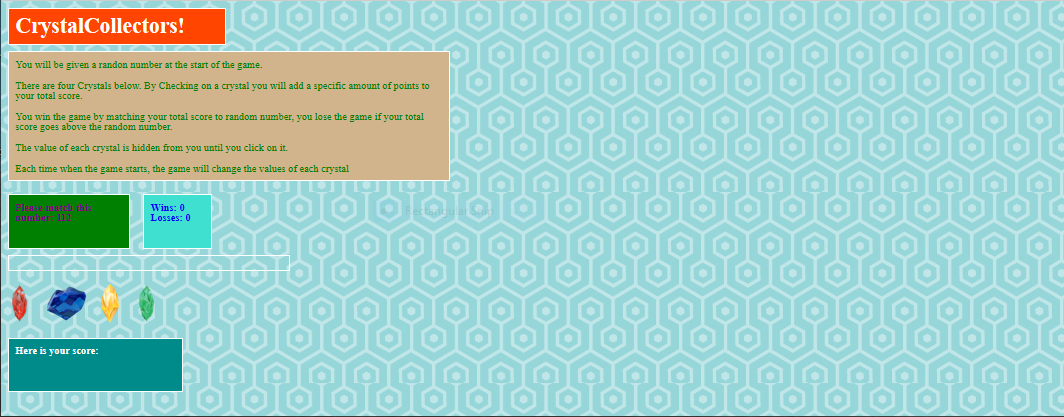 CrystalCollectors!
You will be given a randon number at the start of the game.
There are four Crystals below. By Checking on a crystal you will add a specific amount of points to
your total score.
You win the game by matching your total score to random number, you lose the game if your total
score goes above the random number.
The value of each crystal is hidden from you until you click on it.
Each time when the game starts, the game will change the values of each crystal
Please match this
number: 112
Wins: 0
Losses: 0
Rectangular Snip
Here is your score: